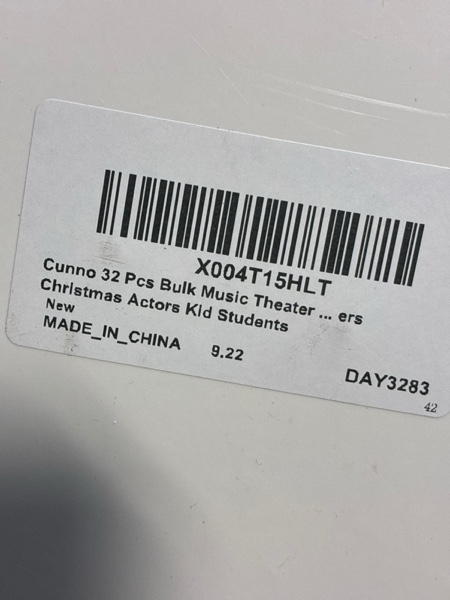 X004T15HLT
Cunno 32 Pcs Bulk Music Theater ... ers
Christmas Actors Kid Students
New
MADE_IN_CHINA 9.22
DAY3283
42